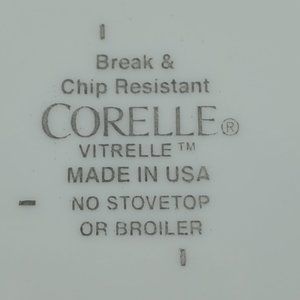 Break &
Chip Resistant
CORELLE®
VITRELLE™
MADE IN USA
NO STOVETOP
OR BROILER